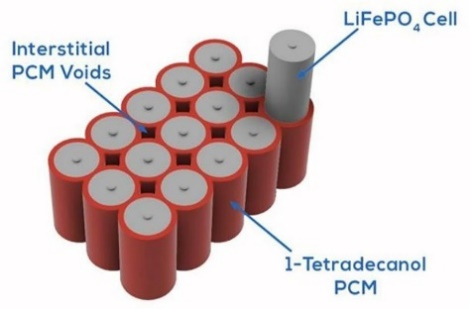 LiFePO4 Cell
Interstitial
PCM Voids
1-Tetradecanol
PCM